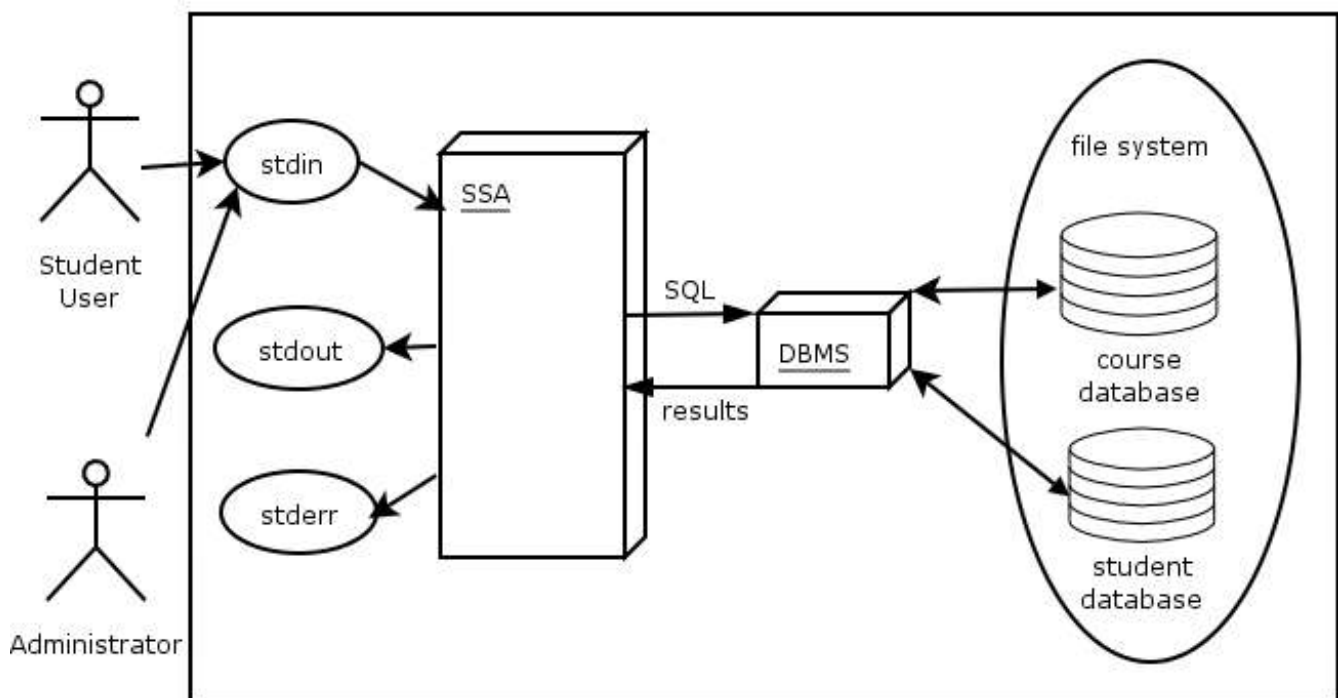 Student
User
Administrator
stdin
stdout
stderr
SSA
SQL
results
DBMS
file system
course
database
student
database